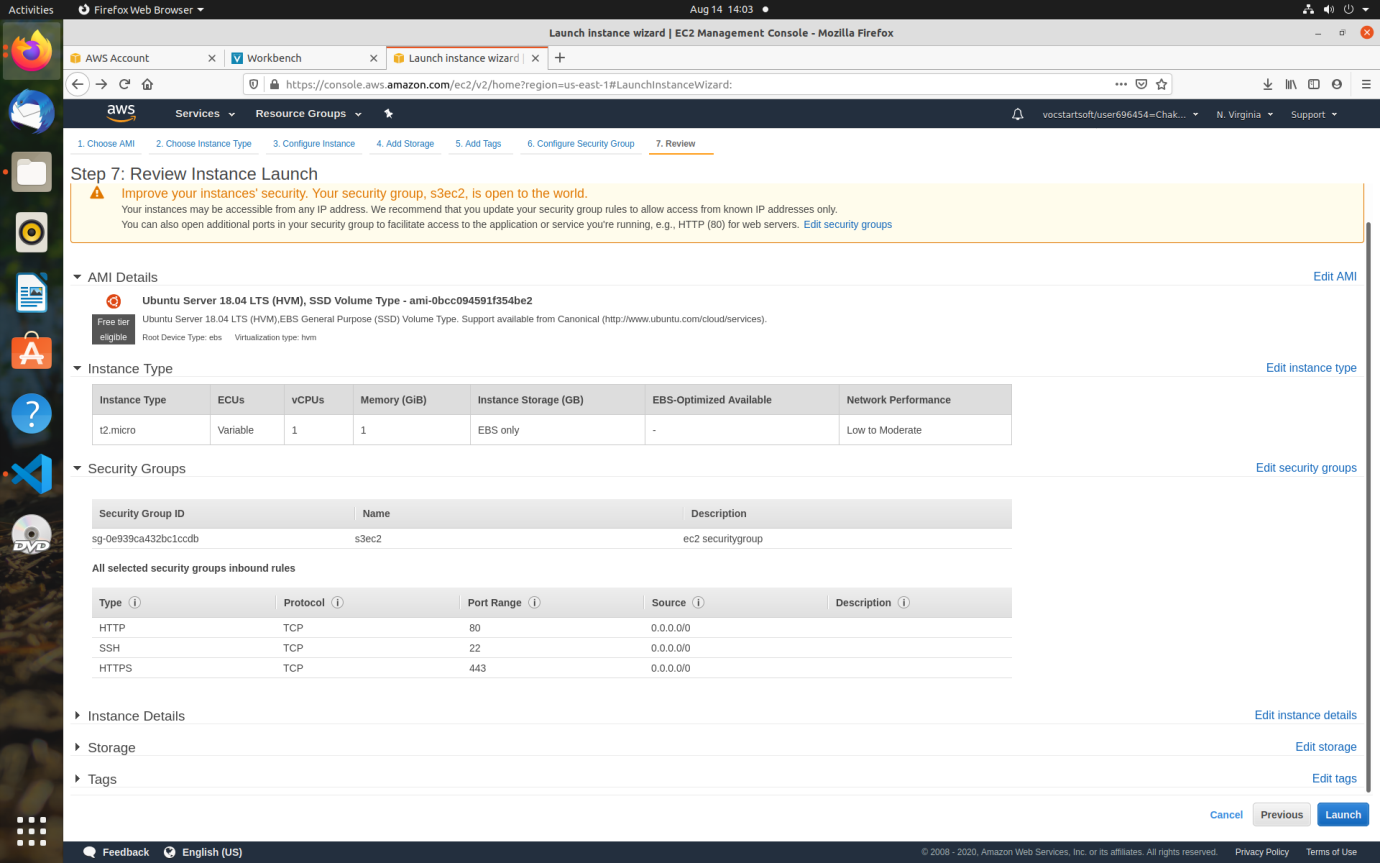 Activities Firefox Web Browser Aug 14 14:03
Launch instance wizard | EC2 Management Console - Mozilla Firefox
AWS Account Workbench Launch instance wizard |
https://console.aws.amazon.com/ec2/v2/home?region=us-east-1#LaunchInstanceWizard:
aws Services Resource Groups vocstartsoft/user696454=Chak... N. Virginia Support
1. Choose AMI 2. Choose Instance Type 3. Configure Instance 4. Add Storage 5. Add Tags 6. Configure Security Group 7. Review
Step 7: Review Instance Launch
Improve your instances' security. Your security group, s3ec2, is open to the world.
Your instances may be accessible from any IP address. We recommend that you update your security group rules to allow access from known IP addresses only.
You can also open additional ports in your security group to facilitate access to the application or service you're running, e.g., HTTP (80) for web servers. Edit security groups
AMI Details Edit AMI
Ubuntu Server 18.04 LTS (HVM), SSD Volume Type - ami-0bcc094591f354be2
Free tier
eligible
Ubuntu Server 18.04 LTS (HVM),EBS General Purpose (SSD) Volume Type. Support available from Canonical (http://www.ubuntu.com/cloud/services).
Root Device Type: ebs Virtualization type: hvm
Instance Type Edit instance type
Instance Type ECUs vCPUs Memory (GiB) Instance Storage (GB) EBS-Optimized Available Network Performance
t2.micro Variable 1 1 EBS only - Low to Moderate
Security Groups Edit security groups
Security Group ID Name Description
sg-0e939ca432bc1ccdb s3ec2 ec2 securitygroup
All selected security groups inbound rules
Type Protocol Port Range Source Description
HTTP TCP 80 0.0.0.0/0
SSH TCP 22 0.0.0.0/0
HTTPS TCP 443 0.0.0.0/0
Instance Details Edit instance details
Storage Edit storage
Tags Edit tags
Cancel Previous Launch
DVD
Feedback English (US) © 2008 - 2020, Amazon Web Services, Inc. or its affiliates. All rights reserved. Privacy Policy Terms of Use